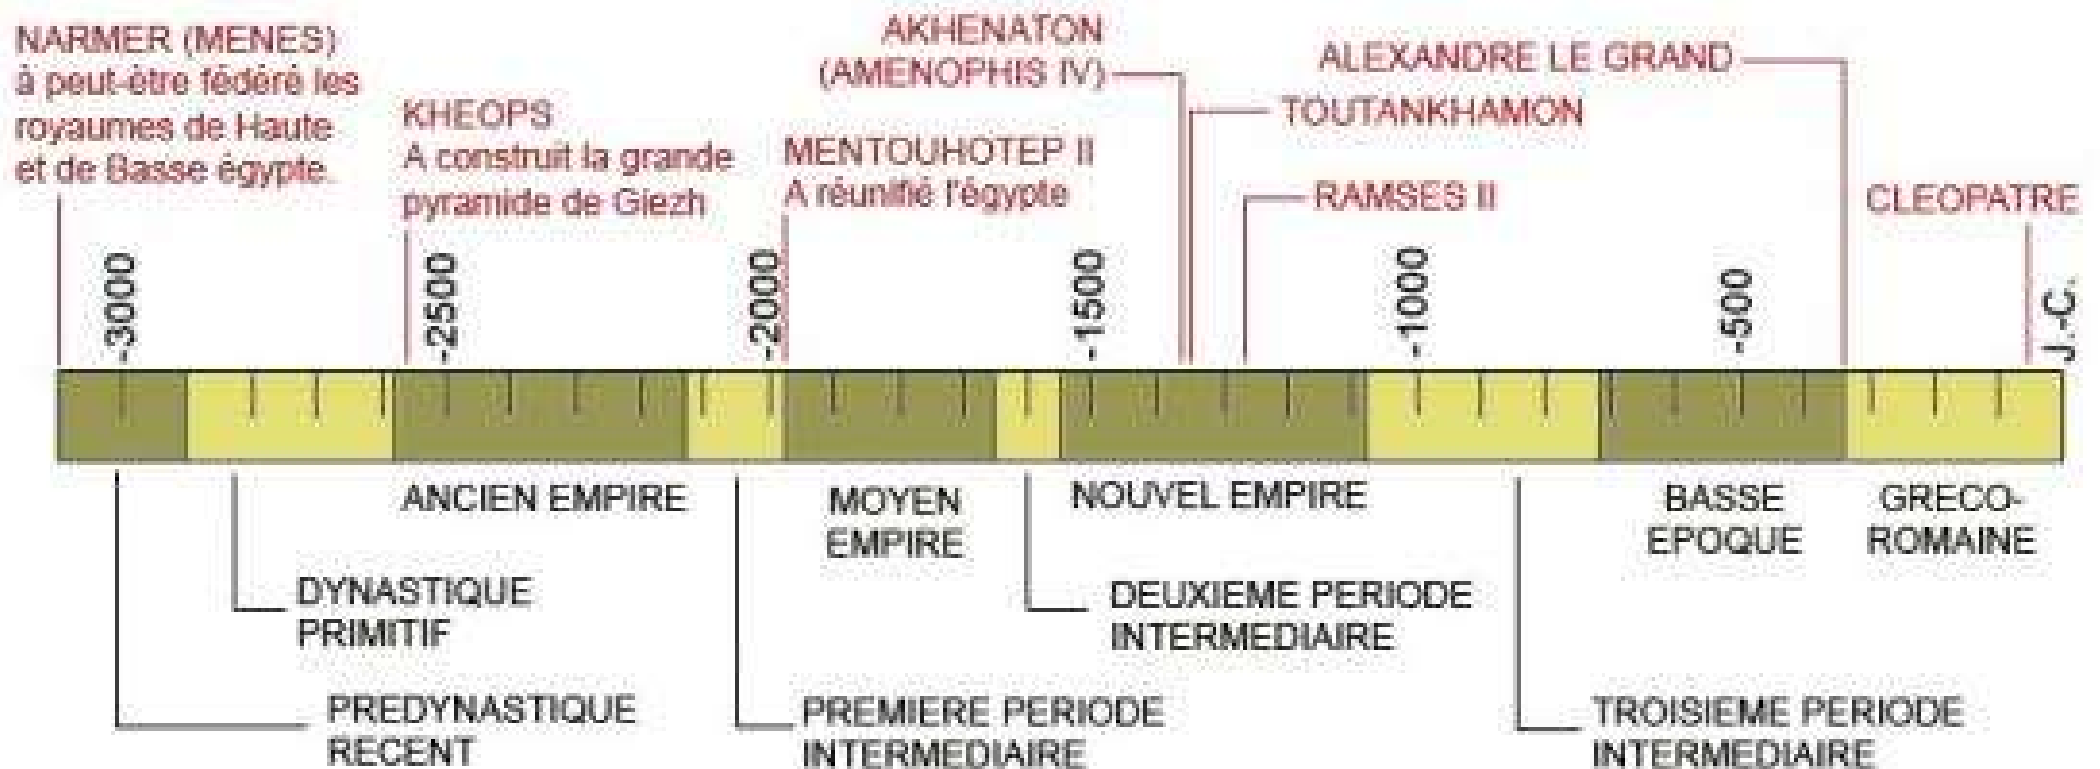 NARMER (MENES)
à peut-être fédéré les
royaumes de Haute
et de Basse égypte.
KHEOPS
A construit la grande
pyramide de Giezh
MENTOUHOTEP II
A réunifié l'égypte
AKHENATON
(AMENOPHIS IV)
TOUTANKHAMON
RAMSES II
ALEXANDRE LE GRAND
CLEOPATRE
-3000
-2500
-2000
-1500
-1000
-500
J.-C.
ANCIEN EMPIRE
MOYEN
EMPIRE
NOUVEL EMPIRE
BASSE
EPOQUE
GRECO-
ROMAINE
DYNASTIQUE
PRIMITIF
DEUXIEME PERIODE
INTERMEDIAIRE
PREDYNASTIQUE
RECENT
PREMIERE PERIODE
INTERMEDIAIRE
TROISIEME PERIODE
INTERMEDIAIRE